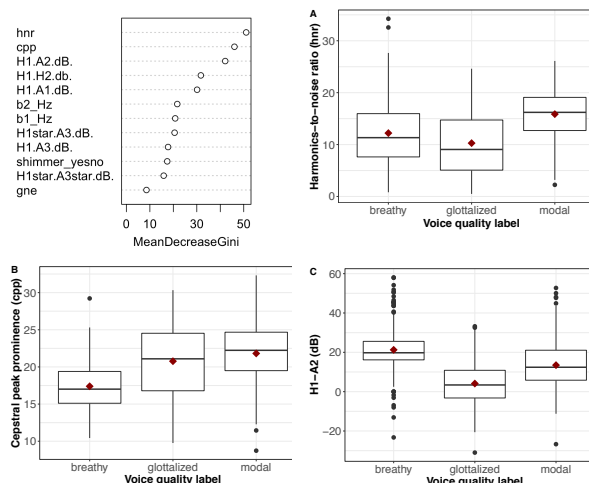 hnr
cpp
H1.A2.dB.
H1.H2.db.
H1.A1.dB.
b2_Hz
b1_Hz
H1star.A3.dB.
H1.A3.dB.
shimmer_yesno
H1star.A3star.dB.
gne
0 10 30 50
MeanDecreaseGini
A
Harmonics−to−noise ratio (hnr)
30
20
10
0
breathy glottalized modal
Voice quality label
B
Cepstral peak prominence (cpp)
30
25
20
15
10
breathy glottalized modal
Voice quality label
C
H1−A2 (dB)
60
40
20
0
−20
breathy glottalized modal
Voice quality label